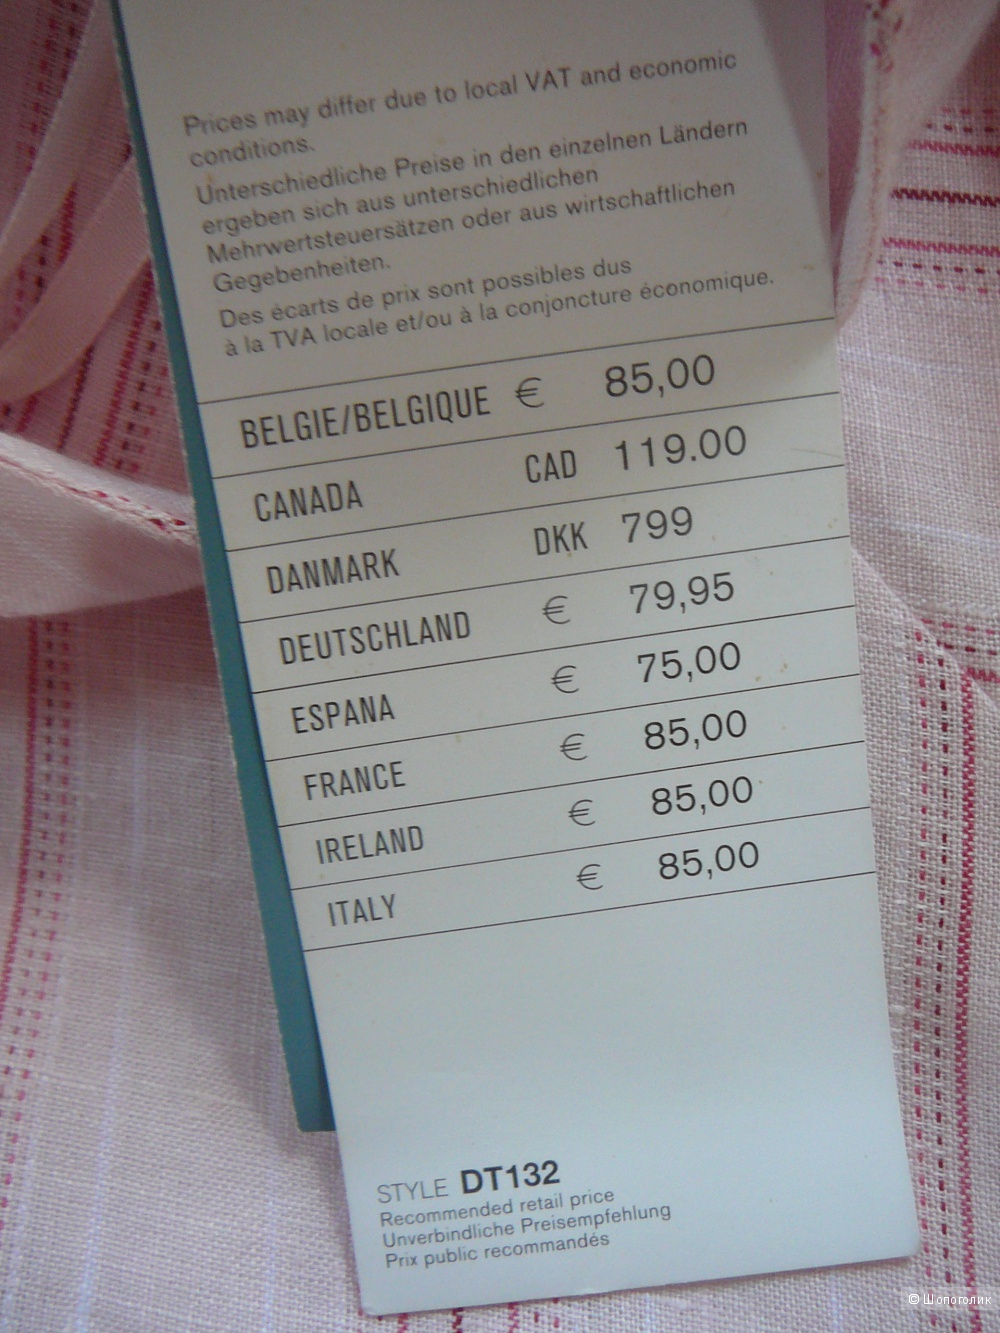 Prices may differ due to local VAT and economic
conditions.
Unterschiedliche Preise in den einzelnen Ländern
ergeben sich aus unterschiedlichen
Mehrwertsteuersätzen oder aus wirtschaftlichen
Gegebenheiten.
Des écarts de prix sont possibles dus
à la TVA locale et/ou à la conjoncture économique.
BELGIE/BELGIQUE € 85,00
CANADA CAD 119.00
DANMARK DKK 799
DEUTSCHLAND € 79,95
ESPANA € 75,00
FRANCE € 85,00
IRELAND € 85,00
ITALY € 85,00
STYLE DT132
Recommended retail price
Unverbindliche Preisempfehlung
Prix public recommandés
© Шопоголик